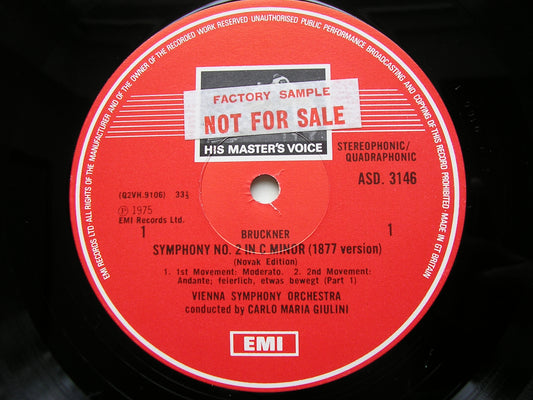 EMI RECORDS LTD ALL RIGHTS OF THE MANUFACTURER AND OF THE OWNER OF THE RECORDED WORK RESERVED UNAUTHORISED PUBLIC PERFORMANCE BROADCASTING AND COPYING OF THIS RECORD PROHIBITED MADE IN GT BRITAIN
FACTORY SAMPLE
NOT FOR SALE
HIS MASTER'S VOICE
STEREOPHONIC/
QUADRAPHONIC
ASD. 3146
(Q2VH.9106) 33⅓
Ⓟ 1975
EMI Records Ltd.
1
1
BRUCKNER
SYMPHONY NO. 2 IN C MINOR (1877 version)
(Novak Edition)
1. 1st Movement: Moderato. 2. 2nd Movement:
Andante; feierlich, etwas bewegt (Part 1)
VIENNA SYMPHONY ORCHESTRA
conducted by CARLO MARIA GIULINI
EMI